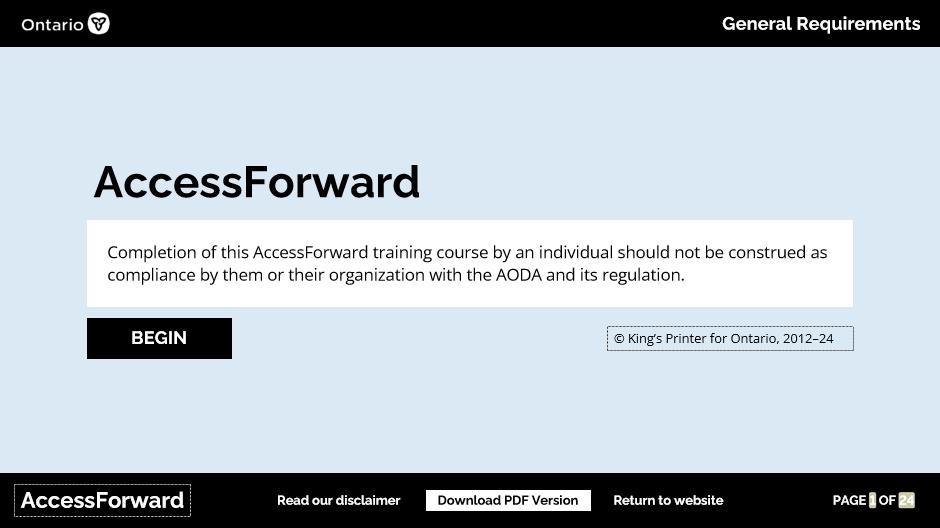 Ontario
General Requirements
AccessForward
Completion of this AccessForward training course by an individual should not be construed as
compliance by them or their organization with the AODA and its regulation.
BEGIN
© King's Printer for Ontario, 2012–24
AccessForward
Read our disclaimer
Download PDF Version
Return to website
PAGE 1 OF 24